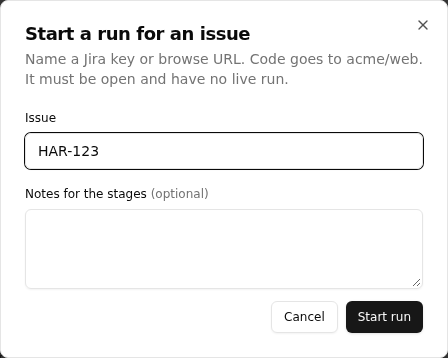 Start a run for an issue
Name a Jira key or browse URL. Code goes to acme/web.
It must be open and have no live run.
Issue
HAR-123
Notes for the stages (optional)
Cancel
Start run